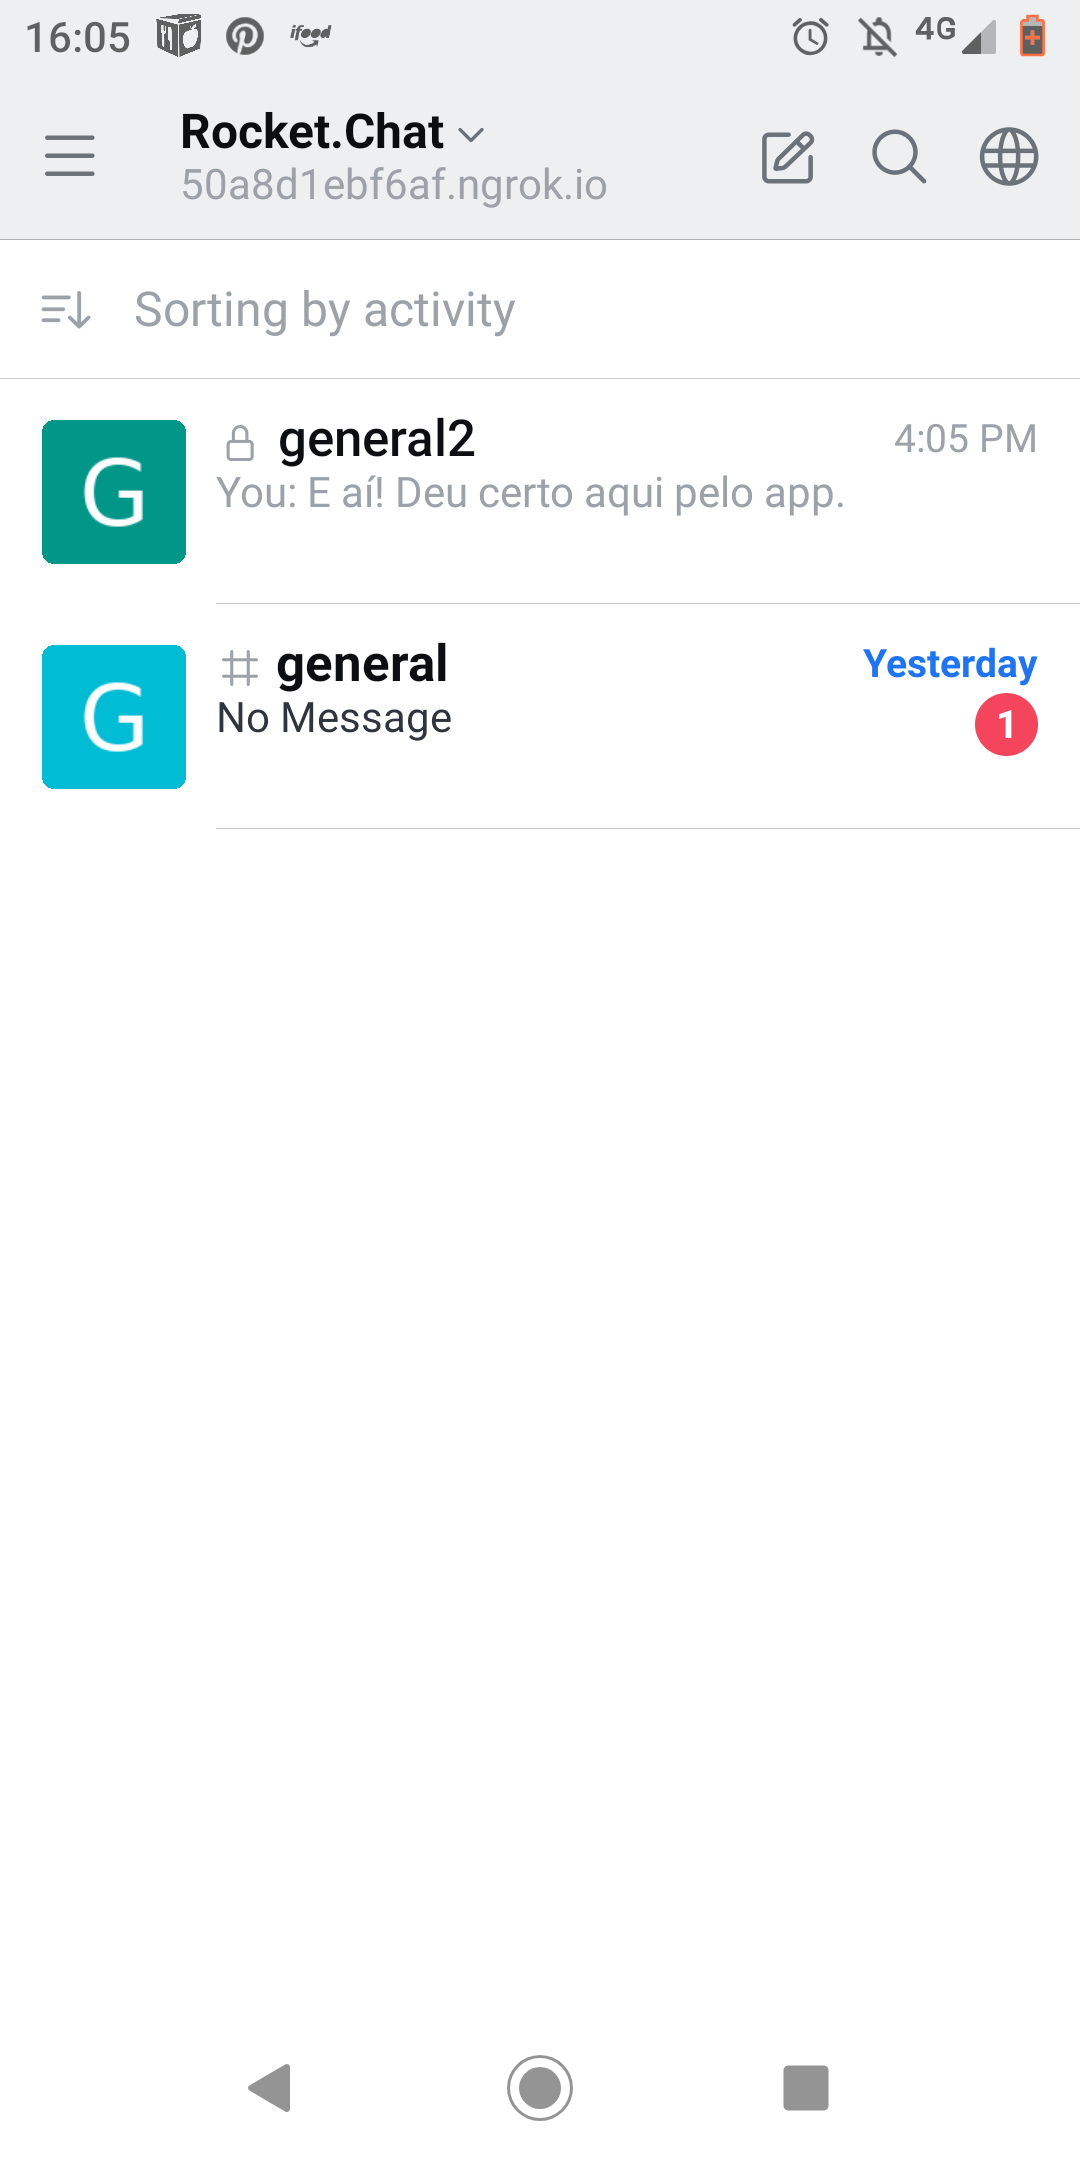 16:05 ifood 4G
Rocket.Chat
50a8d1ebf6af.ngrok.io
Sorting by activity
G general2 4:05 PM
You: E aí! Deu certo aqui pelo app.
G general Yesterday
No Message 1